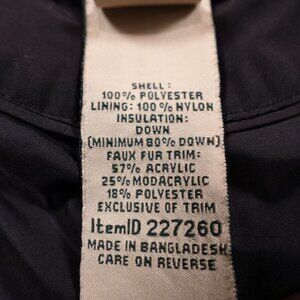 SHELL:
100% POLYESTER
LINING: 100% NYLON
INSULATION:
DOWN
(MINIMUM 80% DOWN)
FAUX FUR TRIM:
57% ACRYLIC
25% MODACRYLIC
18% POLYESTER
EXCLUSIVE OF TRIM
ItemID 227260
MADE IN BANGLADESH
CARE ON REVERSE